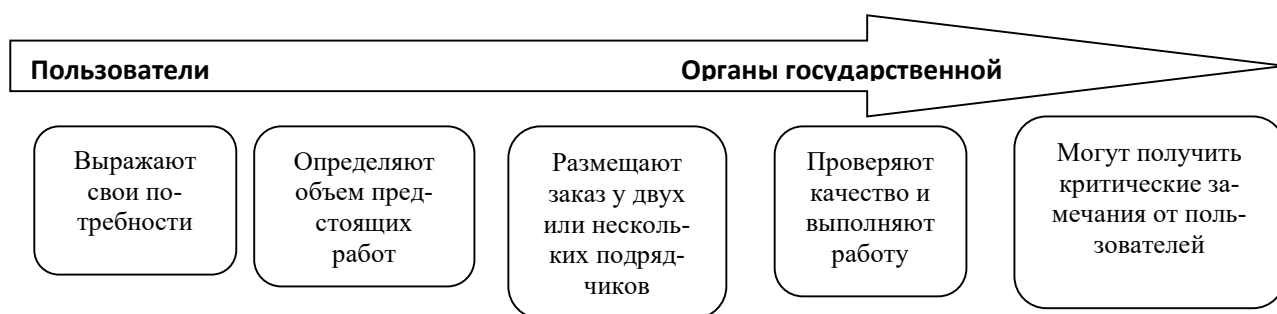 Пользователи
Органы государственной
Выражают
свои по-
требности
Определяют
объем пред-
стоящих
работ
Размещают
заказ у двух
или несколь-
ких подряд-
чиков
Проверяют
качество и
выполняют
работу
Могут получить
критические за-
мечания от поль-
зователей